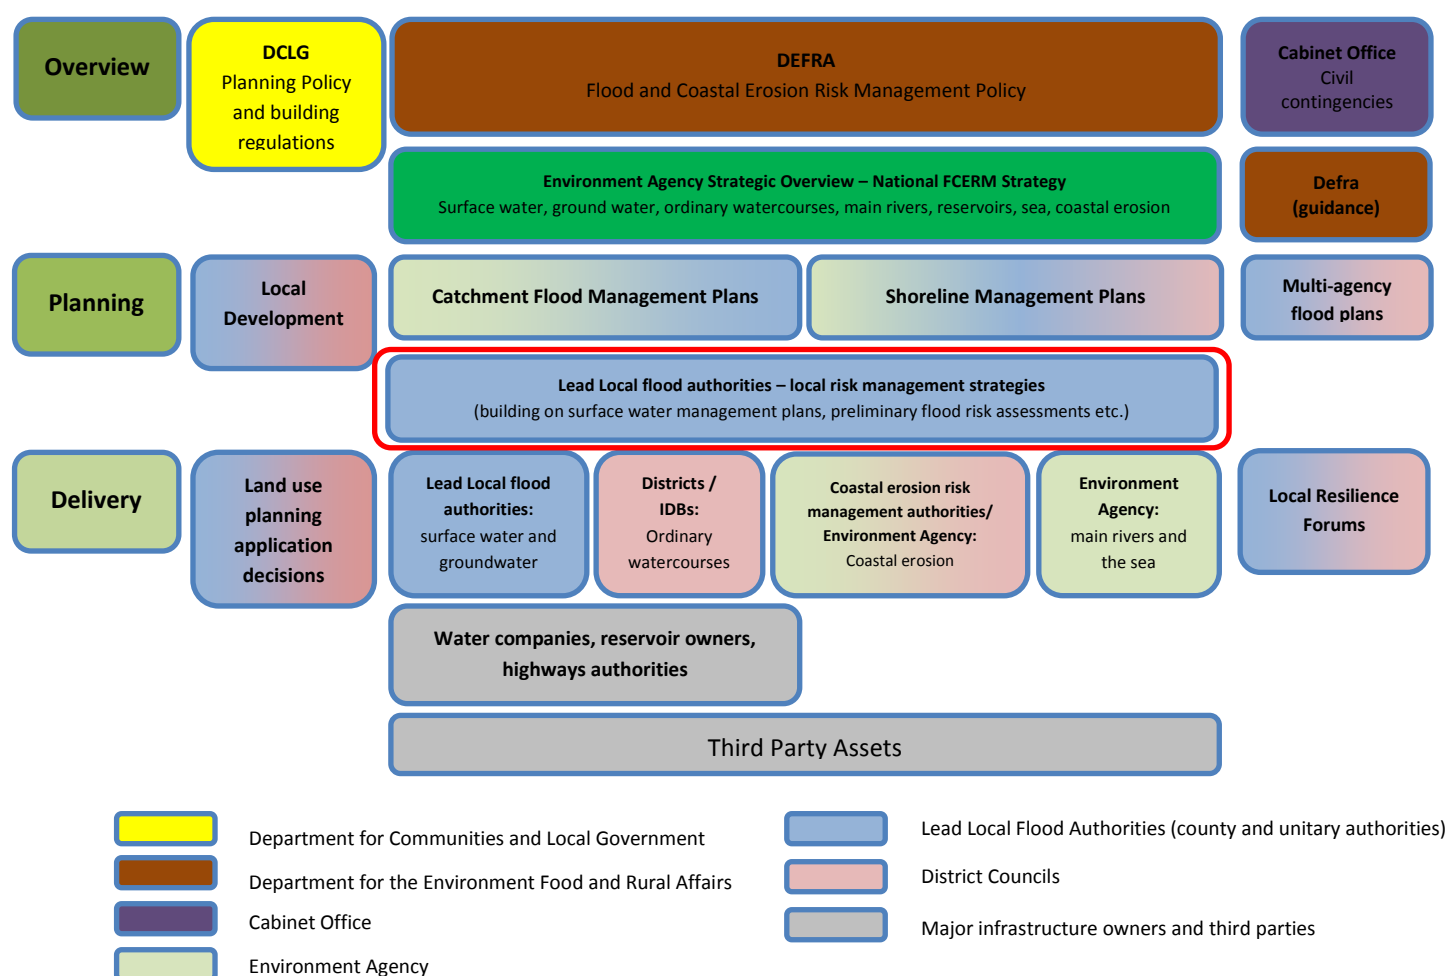 Overview
DCLG
Planning Policy
and building
regulations
DEFRA
Flood and Coastal Erosion Risk Management Policy
Cabinet Office
Civil
contingencies
Environment Agency Strategic Overview – National FCERM Strategy
Surface water, ground water, ordinary watercourses, main rivers, reservoirs, sea, coastal erosion
Defra
(guidance)
Planning
Local
Development
Catchment Flood Management Plans
Shoreline Management Plans
Multi-agency
flood plans
Lead Local flood authorities – local risk management strategies
(building on surface water management plans, preliminary flood risk assessments etc.)
Delivery
Land use
planning
application
decisions
Lead Local flood
authorities:
surface water and
groundwater
Districts /
IDBs:
Ordinary
watercourses
Coastal erosion risk
management authorities/
Environment Agency:
Coastal erosion
Environment
Agency:
main rivers and
the sea
Local Resilience
Forums
Water companies, reservoir owners,
highways authorities
Third Party Assets
Department for Communities and Local Government
Department for the Environment Food and Rural Affairs
Cabinet Office
Environment Agency
Lead Local Flood Authorities (county and unitary authorities)
District Councils
Major infrastructure owners and third parties